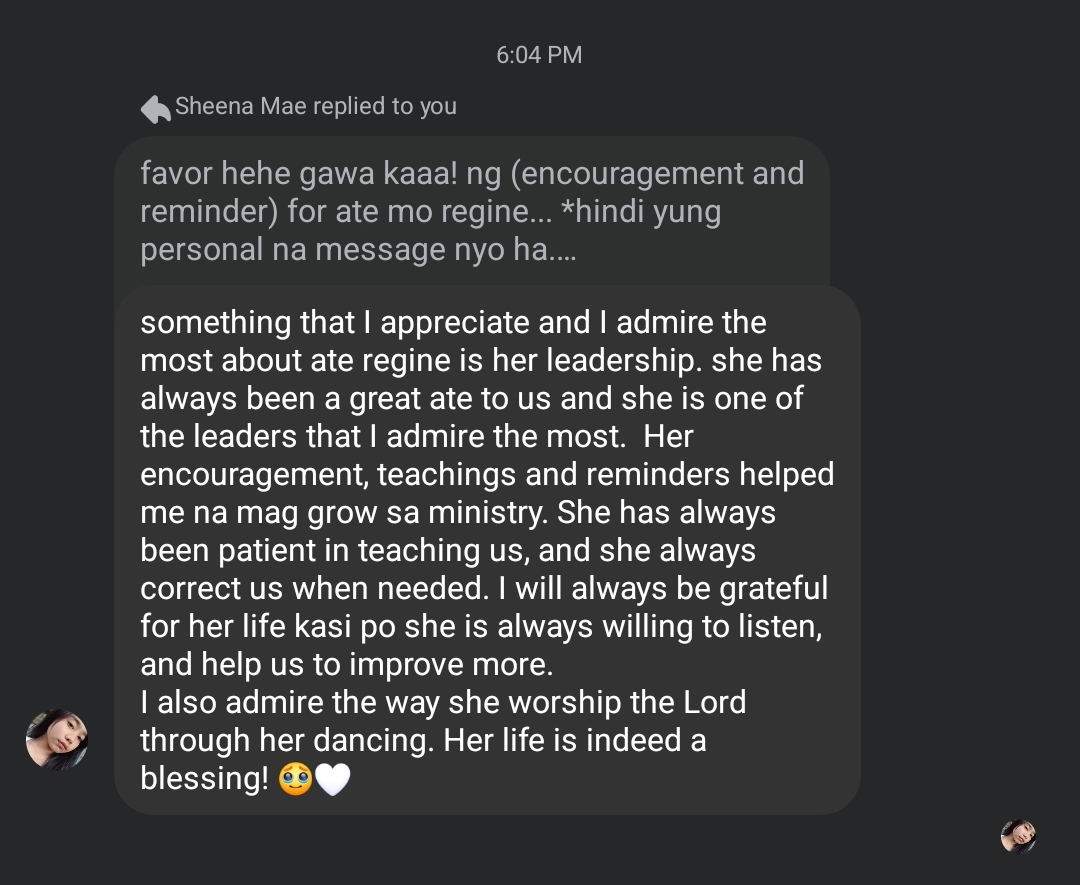 6:04 PM
Sheena Mae replied to you
favor hehe gawa kaaa! ng (encouragement and
reminder) for ate mo regine... *hindi yung
personal na message nyo ha....
something that I appreciate and I admire the
most about ate regine is her leadership. she has
always been a great ate to us and she is one of
the leaders that I admire the most.  Her
encouragement, teachings and reminders helped
me na mag grow sa ministry. She has always
been patient in teaching us, and she always
correct us when needed. I will always be grateful
for her life kasi po she is always willing to listen,
and help us to improve more.
I also admire the way she worship the Lord
through her dancing. Her life is indeed a
blessing! 🥹🤍